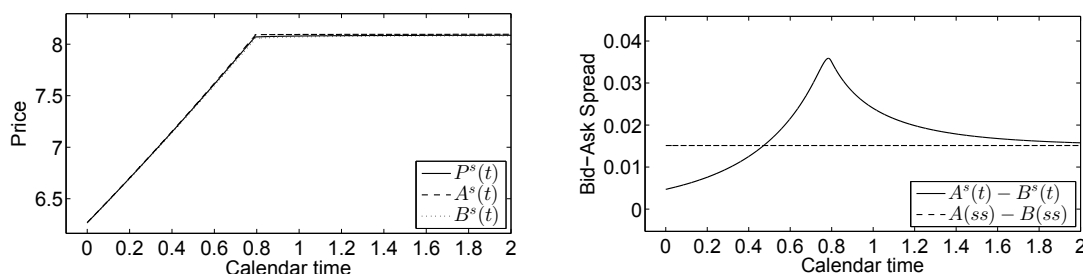 8
7.5
7
6.5
Price
0 0.2 0.4 0.6 0.8 1 1.2 1.4 1.6 1.8 2
Calendar time
P^s(t)
A^s(t)
B^s(t)
0.04
0.03
0.02
0.01
0
Bid−Ask Spread
0 0.2 0.4 0.6 0.8 1 1.2 1.4 1.6 1.8 2
Calendar time
A^s(t) − B^s(t)
A(ss) − B(ss)